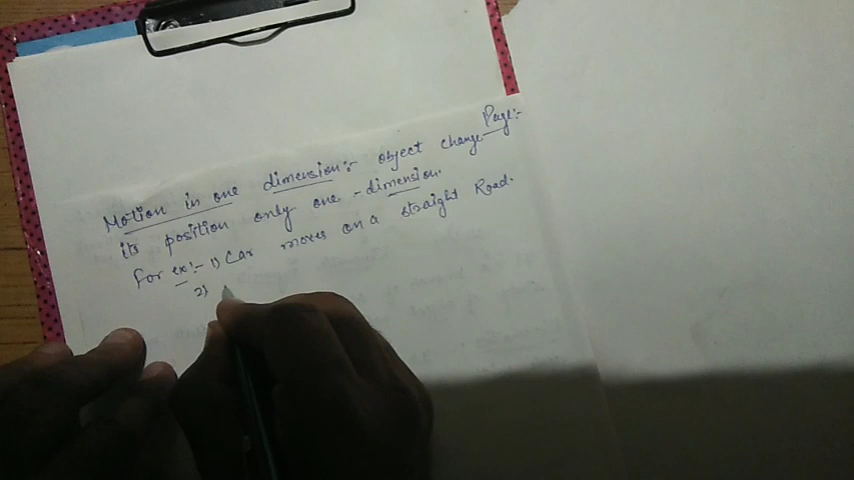 Page:-
Motion in one dimension:- object change
its position only one - dimension.
For ex:- 1) Car moves on a straight Road.
2)